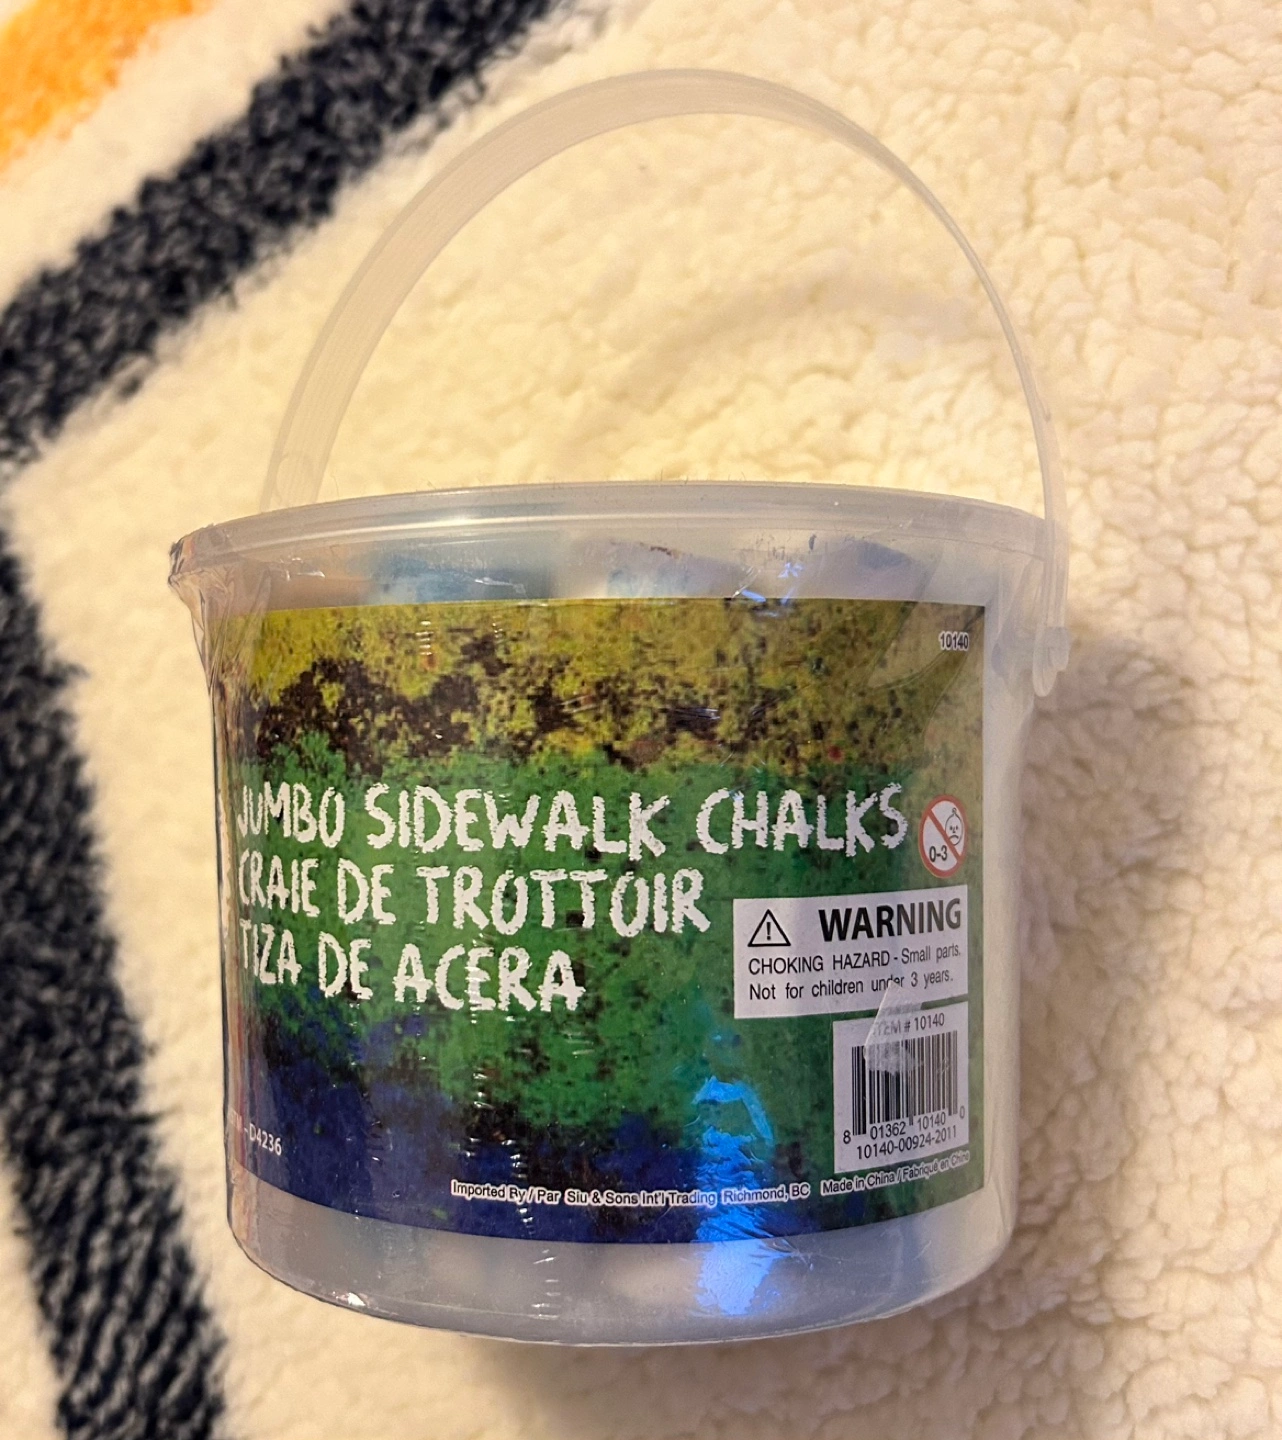 10140
JUMBO SIDEWALK CHALKS
CRAIE DE TROTTOIR
TIZA DE ACERA
0-3
WARNING
CHOKING HAZARD - Small parts.
Not for children under 3 years.
ITEM # 10140
8 01362 10140 0
10140-00924-2011
- D4236
Imported By / Par Siu & Sons Int'l Trading Richmond, BC
Made in China / Fabriqué en Chine